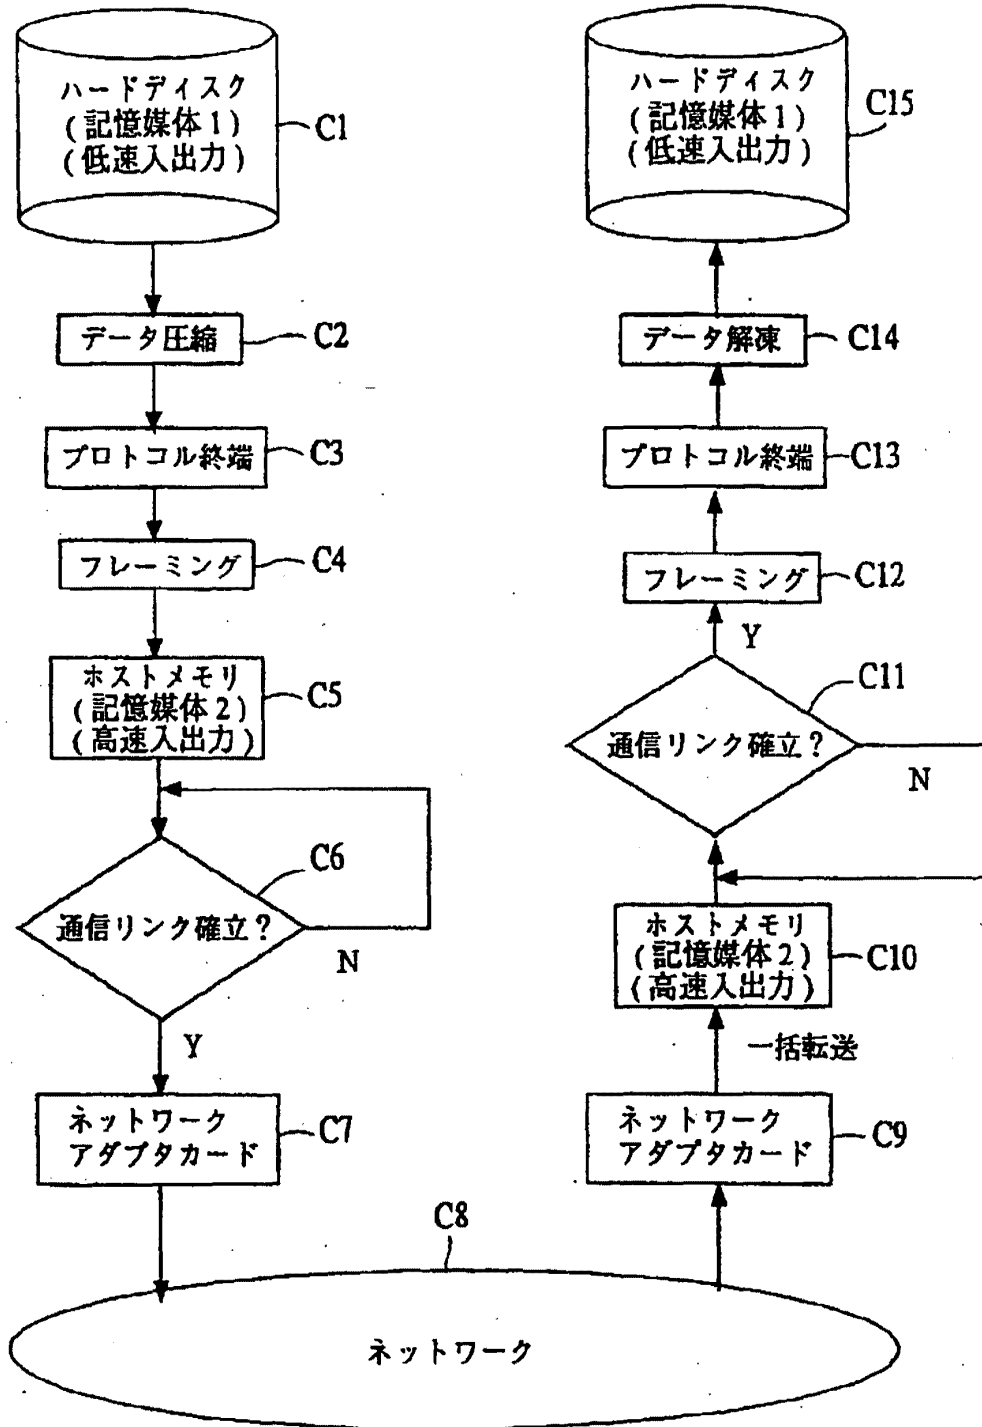 ハードディスク
(記憶媒体1)
(低速入出力)
C1
データ圧縮
C2
プロトコル終端
C3
フレーミング
C4
ホストメモリ
(記憶媒体2)
(高速入出力)
C5
C6
通信リンク確立?
N
Y
ネットワーク
アダプタカード
C7
C8
ネットワーク
ハードディスク
(記憶媒体1)
(低速入出力)
C15
データ解凍
C14
プロトコル終端
C13
フレーミング
C12
Y
C11
通信リンク確立?
N
ホストメモリ
(記憶媒体2)
(高速入出力)
C10
一括転送
ネットワーク
アダプタカード
C9